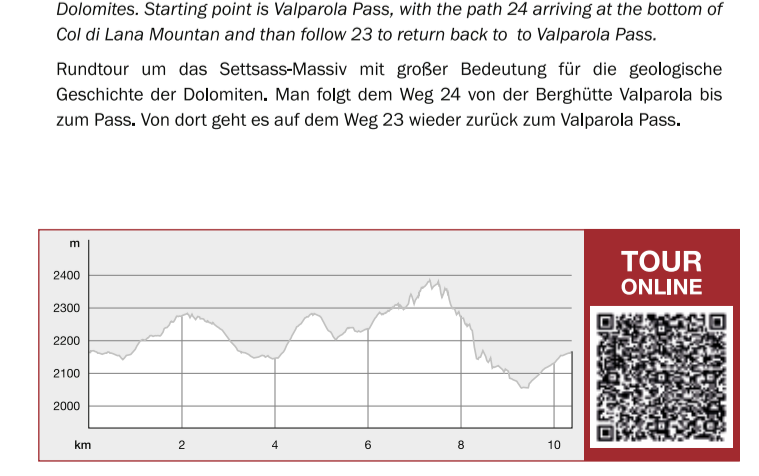 Dolomites. Starting point is Valparola Pass, with the path 24 arriving at the bottom of
Col di Lana Mountan and than follow 23 to return back to to Valparola Pass.
Rundtour um das Settsass-Massiv mit großer Bedeutung für die geologische
Geschichte der Dolomiten. Man folgt dem Weg 24 von der Berghütte Valparola bis
zum Pass. Von dort geht es auf dem Weg 23 wieder zurück zum Valparola Pass.
m
2400
2300
2200
2100
2000
km 2 4 6 8 10
TOUR
ONLINE